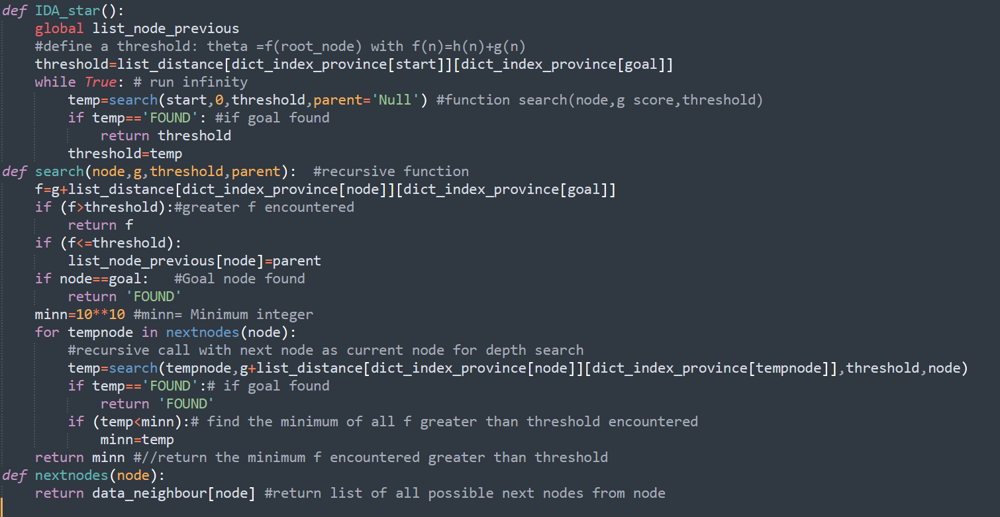 def IDA_star():
    global list_node_previous
    #define a threshold: theta =f(root_node) with f(n)=h(n)+g(n)
    threshold=list_distance[dict_index_province[start]][dict_index_province[goal]]
    while True: # run infinity
        temp=search(start,0,threshold,parent='Null') #function search(node,g score,threshold)
        if temp=='FOUND': #if goal found
            return threshold
        threshold=temp
def search(node,g,threshold,parent):  #recursive function
    f=g+list_distance[dict_index_province[node]][dict_index_province[goal]]
    if (f>threshold):#greater f encountered
        return f
    if (f<=threshold):
        list_node_previous[node]=parent
    if node==goal:   #Goal node found
        return 'FOUND'
    minn=10**10 #minn= Minimum integer
    for tempnode in nextnodes(node):
        #recursive call with next node as current node for depth search
        temp=search(tempnode,g+list_distance[dict_index_province[node]][dict_index_province[tempnode]],threshold,node)
        if temp=='FOUND':# if goal found
            return 'FOUND'
        if (temp<minn):# find the minimum of all f greater than threshold encountered
            minn=temp
    return minn #//return the minimum f encountered greater than threshold
def nextnodes(node):
    return data_neighbour[node] #return list of all possible next nodes from node